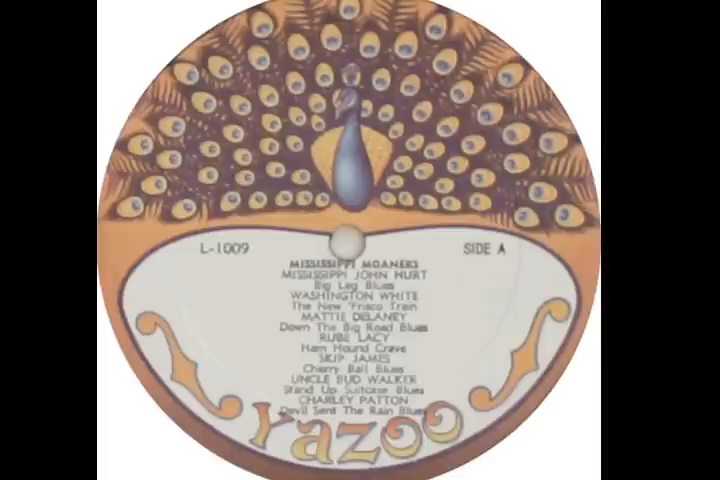 L-1009
SIDE A
MISSISSIPPI MOANERS
MISSISSIPPI JOHN HURT
Big Leg Blues
WASHINGTON WHITE
The New 'Frisco Train
MATTIE DELANEY
Down The Big Road Blues
RUBE LACY
Ham Hound Crave
SKIP JAMES
Cherry Ball Blues
UNCLE BUD WALKER
Stand Up Suitcase Blues
CHARLEY PATTON
Devil Sent The Rain Blues
Yazoo